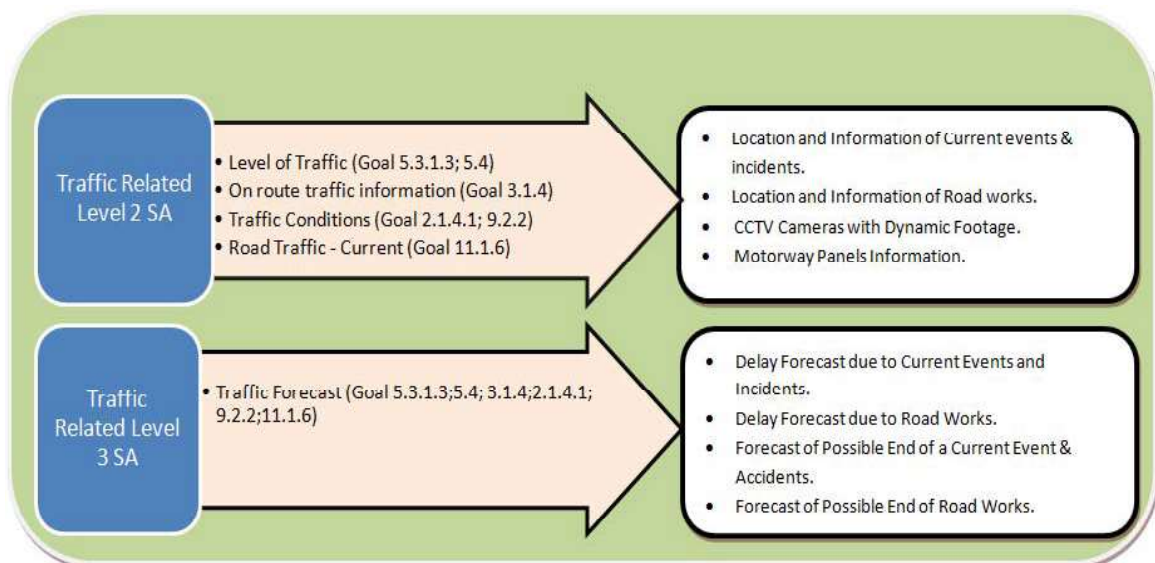 Traffic Related
Level 2 SA
• Level of Traffic (Goal 5.3.1.3; 5.4)
• On route traffic information (Goal 3.1.4)
• Traffic Conditions (Goal 2.1.4.1; 9.2.2)
• Road Traffic - Current (Goal 11.1.6)
• Location and Information of Current events &
incidents.
• Location and Information of Road works.
• CCTV Cameras with Dynamic Footage.
• Motorway Panels Information.
Traffic
Related Level
3 SA
• Traffic Forecast (Goal 5.3.1.3;5.4; 3.1.4;2.1.4.1;
9.2.2;11.1.6)
• Delay Forecast due to Current Events and
Incidents.
• Delay Forecast due to Road Works.
• Forecast of Possible End of a Current Event &
Accidents.
• Forecast of Possible End of Road Works.